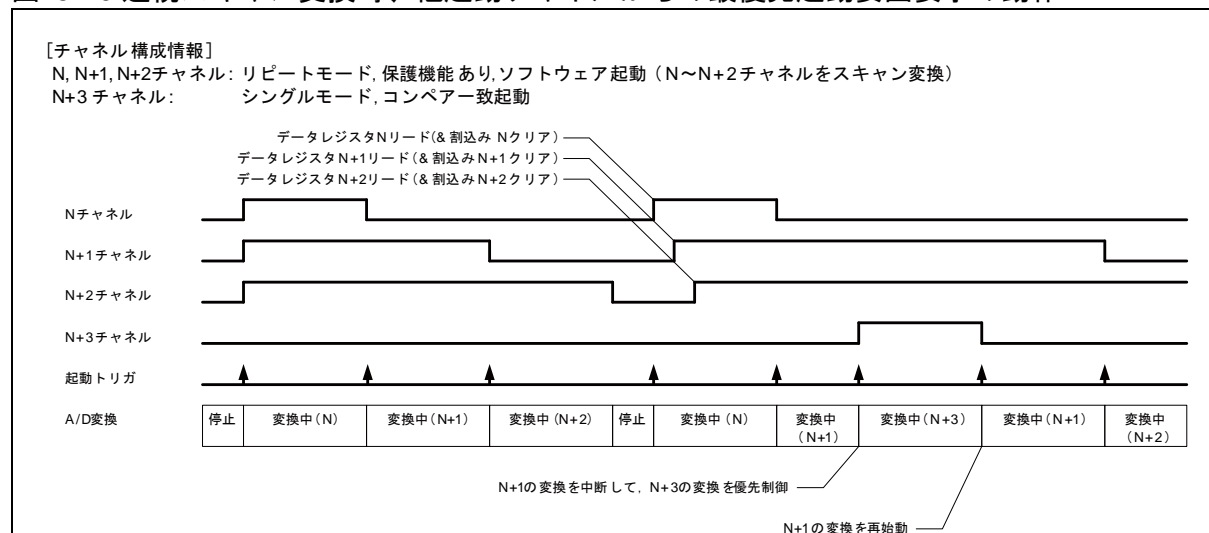 [チャネル構成情報]
N, N+1, N+2チャネル: リピートモード, 保護機能あり, ソフトウェア起動 (N～N+2チャネルをスキャン変換)
N+3 チャネル: シングルモード, コンペア一致起動
データレジスタNリード(& 割込み Nクリア)
データレジスタN+1リード(& 割込みN+1クリア)
データレジスタN+2リード(& 割込みN+2クリア)
Nチャネル
N+1チャネル
N+2チャネル
N+3チャネル
起動トリガ
A/D変換 停止 変換中(N) 変換中(N+1) 変換中(N+2) 停止 変換中(N) 変換中(N+1) 変換中(N+3) 変換中(N+1) 変換中(N+2)
N+1の変換を中断して, N+3の変換を優先制御
N+1の変換を再始動